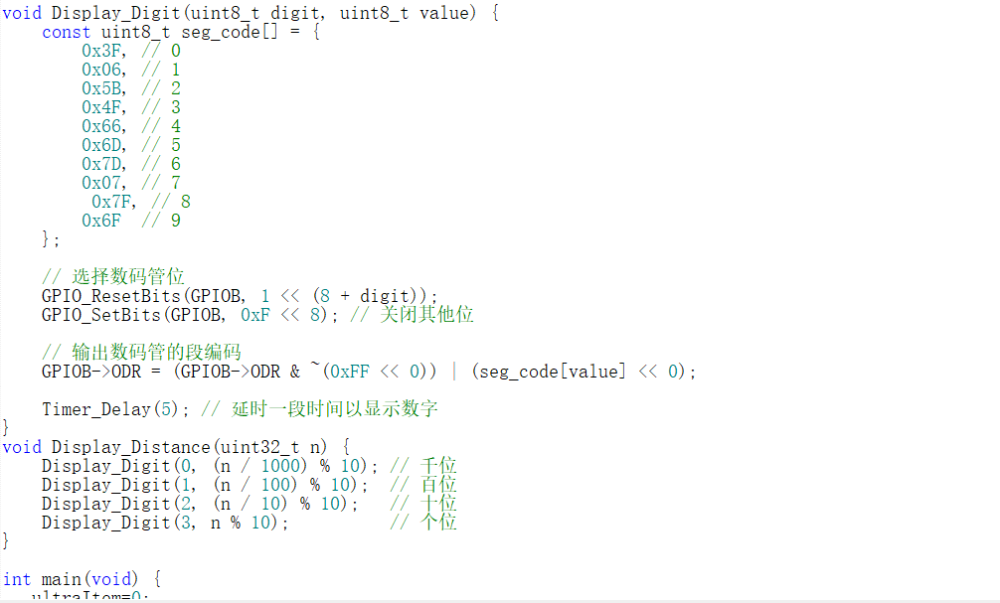 void Display_Digit(uint8_t digit, uint8_t value) {
    const uint8_t seg_code[] = {
        0x3F, // 0
        0x06, // 1
        0x5B, // 2
        0x4F, // 3
        0x66, // 4
        0x6D, // 5
        0x7D, // 6
        0x07, // 7
         0x7F, // 8
        0x6F  // 9
    };
    // 选择数码管位
    GPIO_ResetBits(GPIOB, 1 << (8 + digit));
    GPIO_SetBits(GPIOB, 0xF << 8); // 关闭其他位
    // 输出数码管的段编码
    GPIOB->ODR = (GPIOB->ODR & ~(0xFF << 0)) | (seg_code[value] << 0);
    Timer_Delay(5); // 延时一段时间以显示数字
}
void Display_Distance(uint32_t n) {
    Display_Digit(0, (n / 1000) % 10); // 千位
    Display_Digit(1, (n / 100) % 10);  // 百位
    Display_Digit(2, (n / 10) % 10);   // 十位
    Display_Digit(3, n % 10);          // 个位
}
int main(void) {
   ultraItom=0;